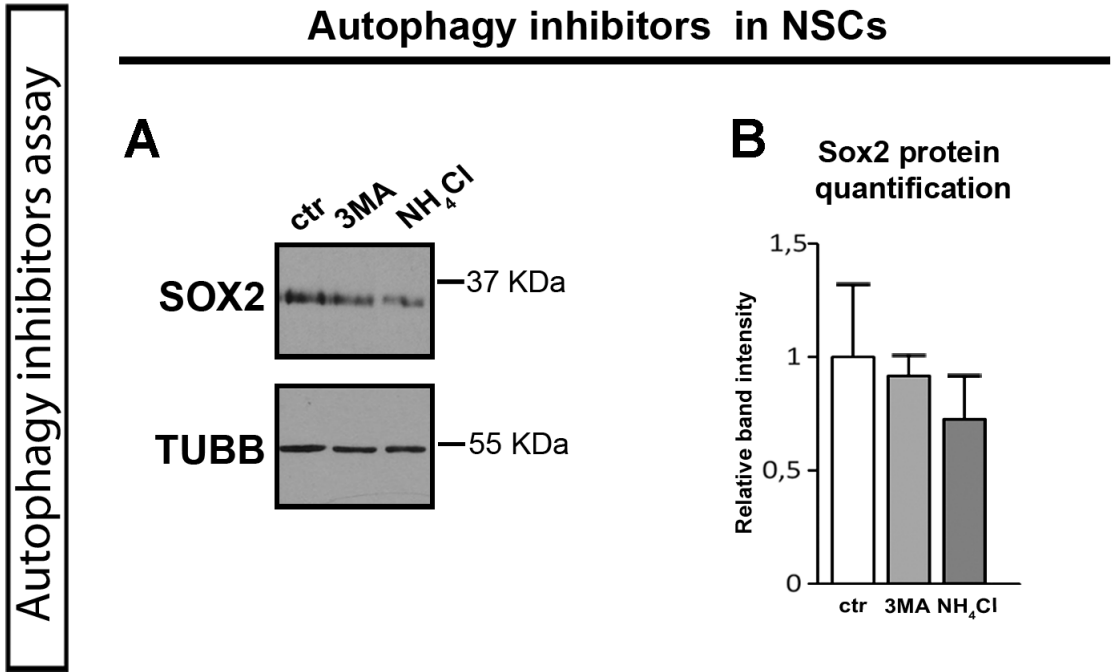 Autophagy inhibitors assay
Autophagy inhibitors in NSCs
A
ctr 3MA NH₄Cl
SOX2
37 KDa
TUBB
55 KDa
B
Sox2 protein
quantification
Relative band intensity
1,5
1
0,5
0
ctr 3MA NH₄Cl